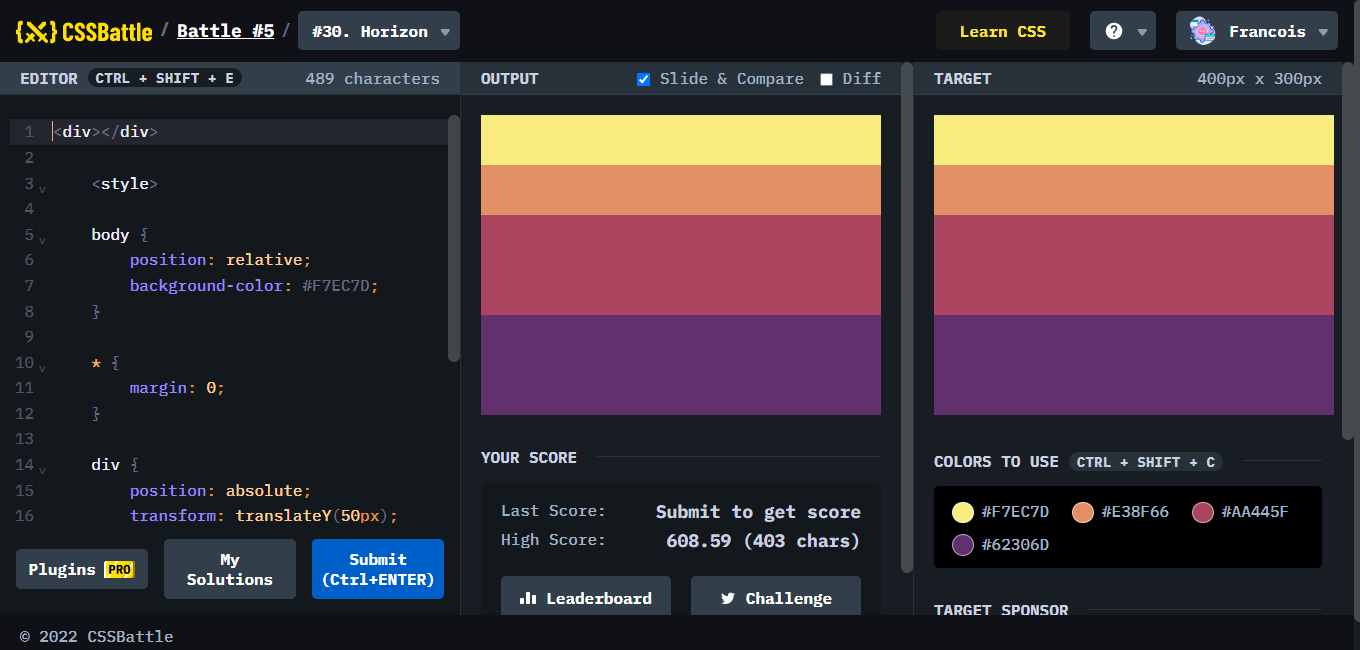 CSSBattle / Battle #5 / #30. Horizon
Learn CSS
?
Francois
EDITOR CTRL + SHIFT + E 489 characters
1 <div></div>
2
3 <style>
4
5 body {
6 position: relative;
7 background-color: #F7EC7D;
8 }
9
10 * {
11 margin: 0;
12 }
13
14 div {
15 position: absolute;
16 transform: translateY(50px);
Plugins PRO
My Solutions
Submit (Ctrl+ENTER)
OUTPUT Slide & Compare Diff
YOUR SCORE
Last Score: Submit to get score
High Score: 608.59 (403 chars)
Leaderboard Challenge
TARGET 400px x 300px
COLORS TO USE CTRL + SHIFT + C
#F7EC7D #E38F66 #AA445F
#62306D
TARGET SPONSOR
© 2022 CSSBattle